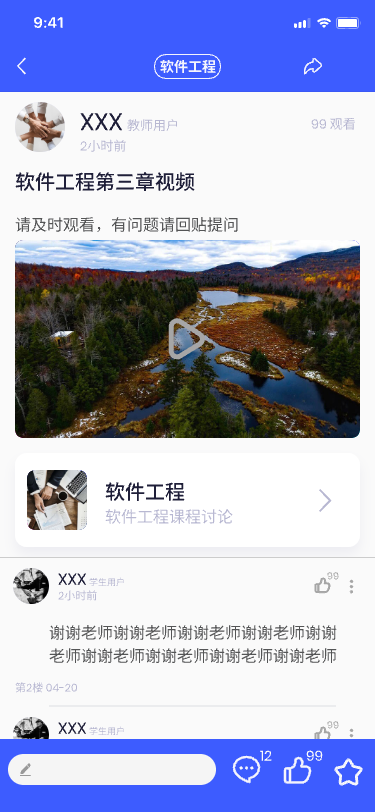 9:41
软件工程
XXX 教师用户
99 观看
2小时前
软件工程第三章视频
请及时观看，有问题请回贴提问
软件工程
软件工程课程讨论
XXX 学生用户
99
2小时前
谢谢老师谢谢老师谢谢老师谢谢老师谢谢
老师谢谢老师谢谢老师谢谢老师谢谢老师
第2楼 04-20
XXX 学生用户
99
12
99